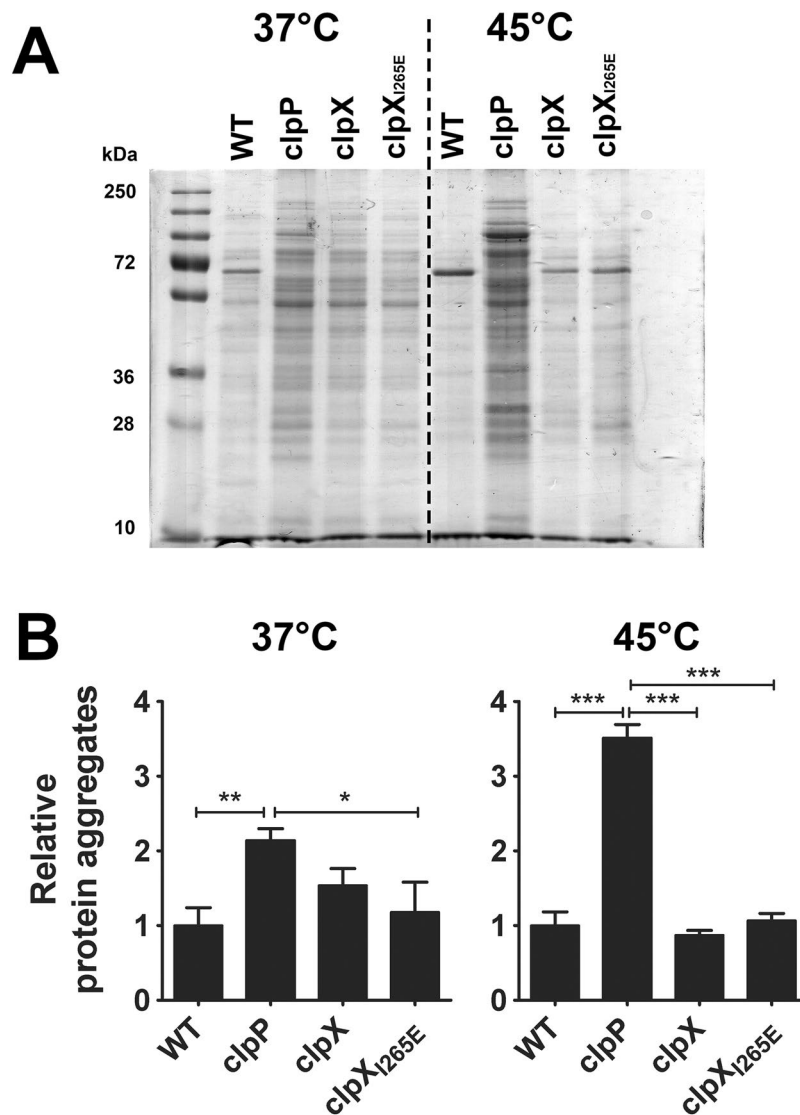 A
37°C 45°C
WT clpP clpX clpXI265E WT clpP clpX clpXI265E
kDa
250
72
36
28
10
B
37°C 45°C
Relative
protein aggregates
4
3
2
1
0
** *
WT clpP clpX clpXI265E
4
3
2
1
0
***
*** ***
WT clpP clpX clpXI265E